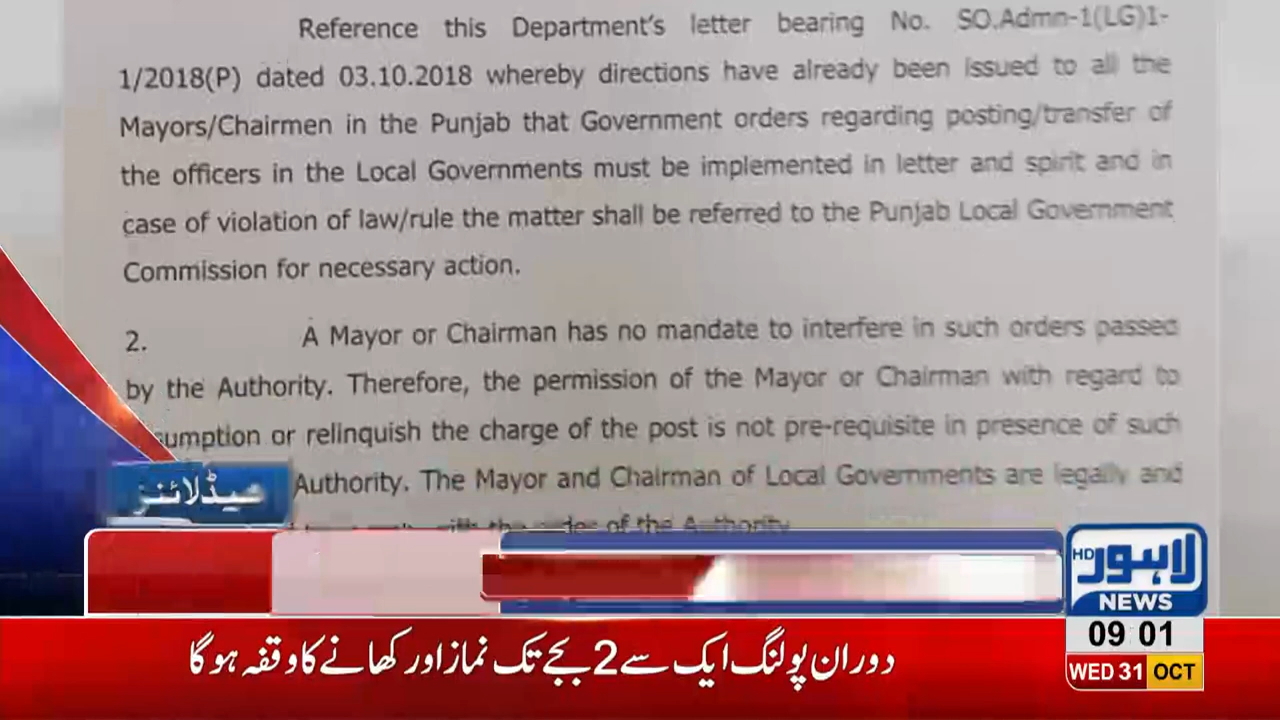 Reference this Department's letter bearing No. SO.Admn-1(LG)1-
1/2018(P) dated 03.10.2018 whereby directions have already been issued to all the
Mayors/Chairmen in the Punjab that Government orders regarding posting/transfer of
the officers in the Local Governments must be implemented in letter and spirit and in
case of violation of law/rule the matter shall be referred to the Punjab Local Government
Commission for necessary action.
2. A Mayor or Chairman has no mandate to interfere in such orders passed
by the Authority. Therefore, the permission of the Mayor or Chairman with regard to
sumption or relinquish the charge of the post is not pre-requisite in presence of such
Authority. The Mayor and Chairman of Local Governments are legally and
of the Authority
ہیڈلائنز
HD لاہور
NEWS
09 01
WED 31 OCT
دوران پولنگ ایک سے 2 بجے تک نماز اور کھانے کا وقفہ ہو گا